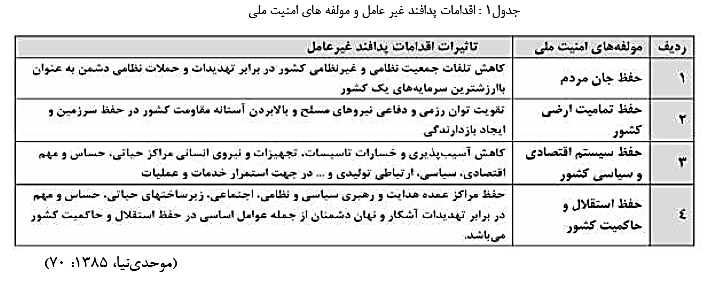 جدول۱ : اقدامات پدافند غیر عامل و مولفه های امنیت ملی
ردیف	مولفه‌های امنیت ملی	تاثیرات اقدامات پدافند غیرعامل
۱	حفظ جان مردم	کاهش تلفات جمعیت نظامی و غیرنظامی کشور در برابر تهدیدات و حملات نظامی دشمن به عنوان
باارزشترین سرمایه‌های یک کشور
۲	حفظ تمامیت ارضی	تقویت توان رزمی و دفاعی نیروهای مسلح و بالابردن آستانه مقاومت کشور در حفظ سرزمین و
کشور	ایجاد بازدارندگی
۳	حفظ سیستم اقتصادی	کاهش آسیب‌پذیری و خسارات تاسیسات، تجهیزات و نیروی انسانی مراکز حیاتی، حساس و مهم
و سیاسی کشور	اقتصادی، سیاسی، ارتباطی تولیدی و ... در جهت استمرار خدمات و عملیات
۴	حفظ استقلال و	حفظ مراکز عمده هدایت و رهبری سیاسی و نظامی، اجتماعی، زیرساختهای حیاتی، حساس و مهم
حاکمیت کشور	در برابر تهدیدات آشکار و نهان دشمنان از جمله عوامل اساسی در حفظ استقلال و حاکمیت کشور
می‌باشد.
(موحدی‌نیا، ۱۳۸۵: ۷۰)